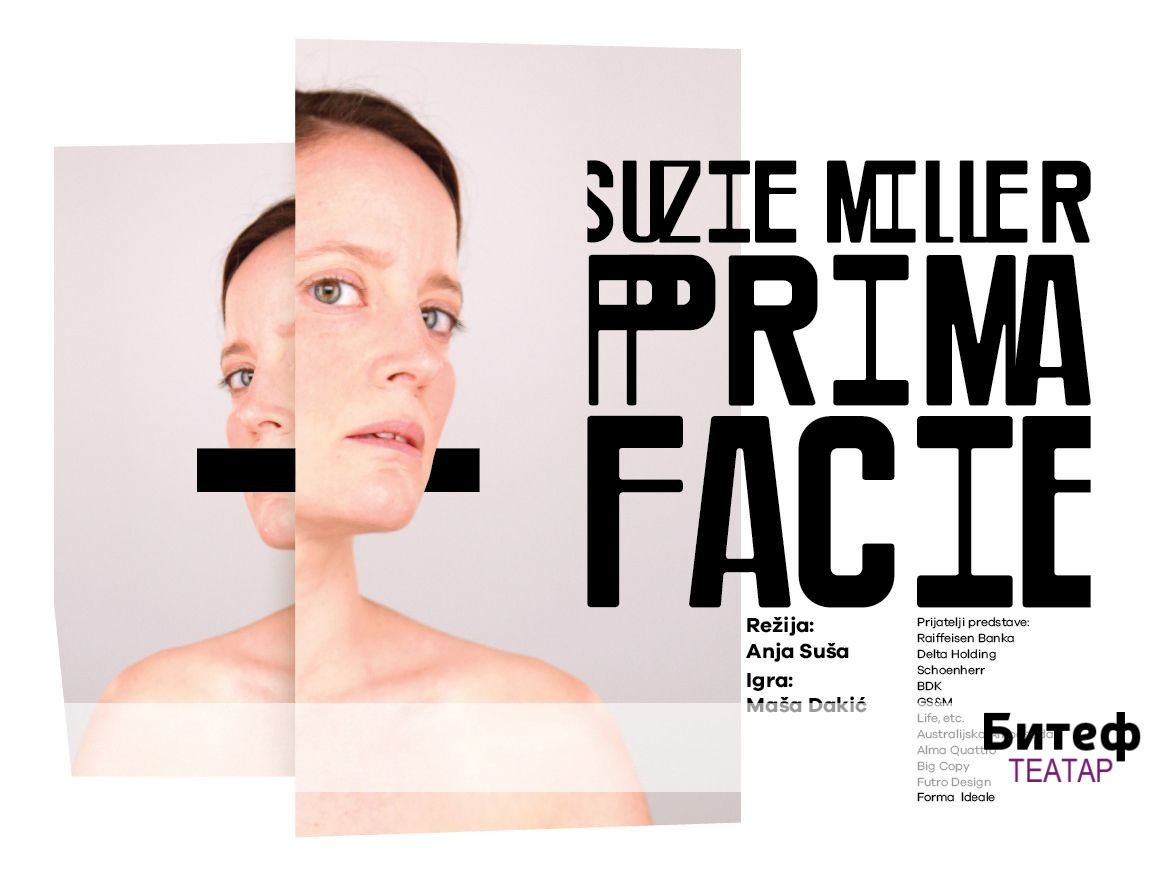 SUZIE MILLER
PRIMA
FACIE
Režija:
Anja Suša
Igra:
Maša Dakić
Prijatelji predstave:
Raiffeisen Banka
Delta Holding
Schoenherr
BDK
GS&M
Life, etc.
Australijska
Alma Quattro
Big Copy
Futro Design
Forma Ideale
Битеф
ТЕАТАР